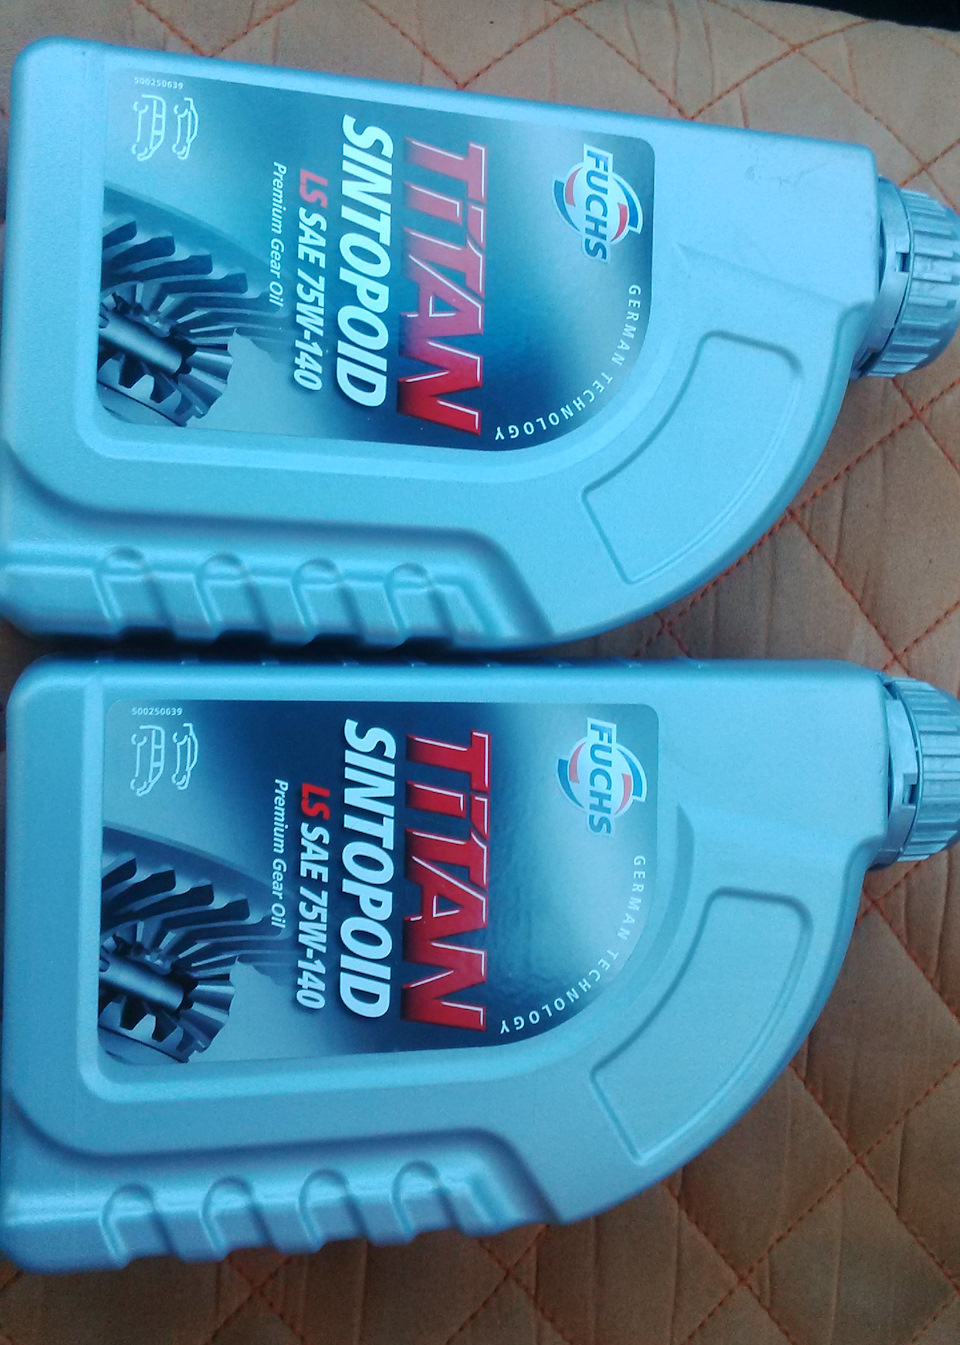 FUCHS
GERMAN TECHNOLOGY
TITAN
SINTOPOID
LS SAE 75W-140
Premium Gear Oil
500250639
FUCHS
GERMAN TECHNOLOGY
TITAN
SINTOPOID
LS SAE 75W-140
Premium Gear Oil
500250639